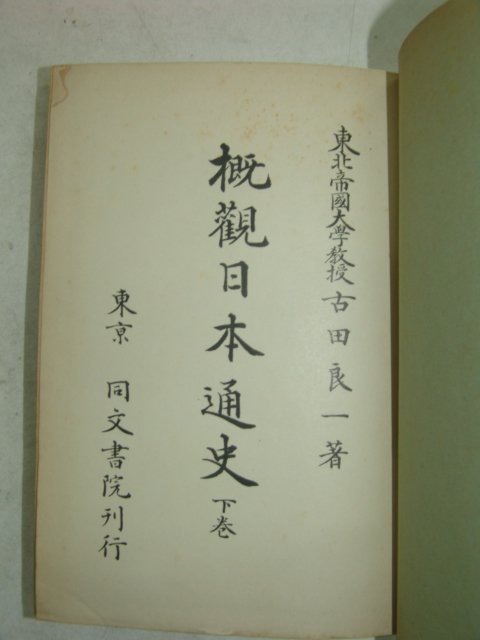 東北帝國大學教授 古田良一著
概觀日本通史 下巻
東京 同文書院刊行